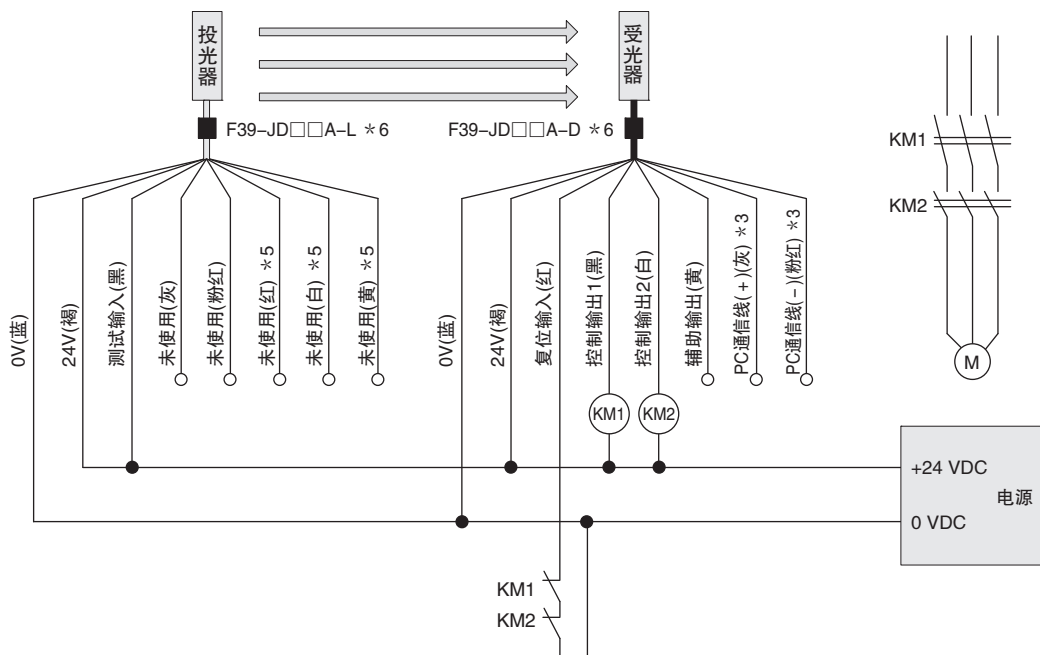 投光器
受光器
F39-JD□□A-L *6
F39-JD□□A-D *6
KM1
KM2
M
0V(蓝)
24V(褐)
测试输入(黑)
未使用(灰)
未使用(粉红)
未使用(红) *5
未使用(白) *5
未使用(黄) *5
0V(蓝)
24V(褐)
复位输入(红)
控制输出1(黑)
控制输出2(白)
辅助输出(黄)
PC通信线(+)(灰) *3
PC通信线(-)(粉红) *3
KM1
KM2
+24 VDC
电源
0 VDC
KM1
KM2